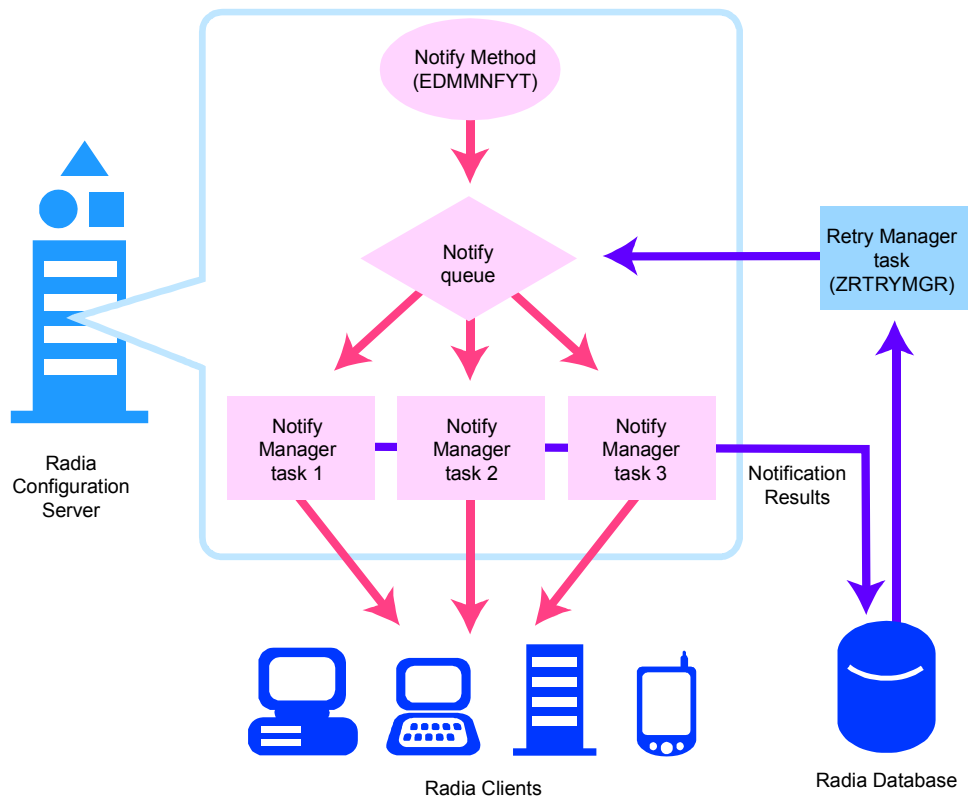 Notify Method
(EDMMNFYT)
Notify
queue
Retry Manager
task
(ZRTRYMGR)
Notify
Manager
task 1
Notify
Manager
task 2
Notify
Manager
task 3
Notification
Results
Radia
Configuration
Server
Radia Clients
Radia Database